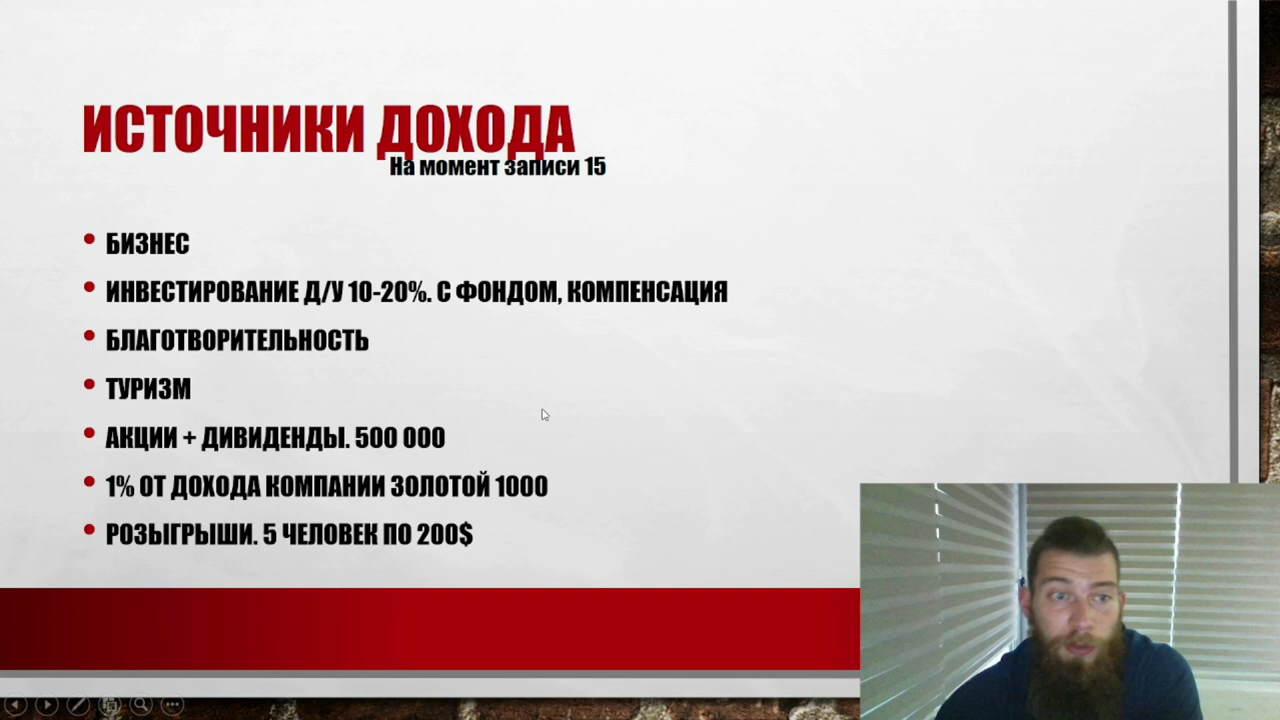 ИСТОЧНИКИ ДОХОДА
На момент записи 15
• БИЗНЕС
• ИНВЕСТИРОВАНИЕ Д/У 10-20%. С ФОНДОМ, КОМПЕНСАЦИЯ
• БЛАГОТВОРИТЕЛЬНОСТЬ
• ТУРИЗМ
• АКЦИИ + ДИВИДЕНДЫ. 500 000
• 1% ОТ ДОХОДА КОМПАНИИ ЗОЛОТОЙ 1000
• РОЗЫГРЫШИ. 5 ЧЕЛОВЕК ПО 200$